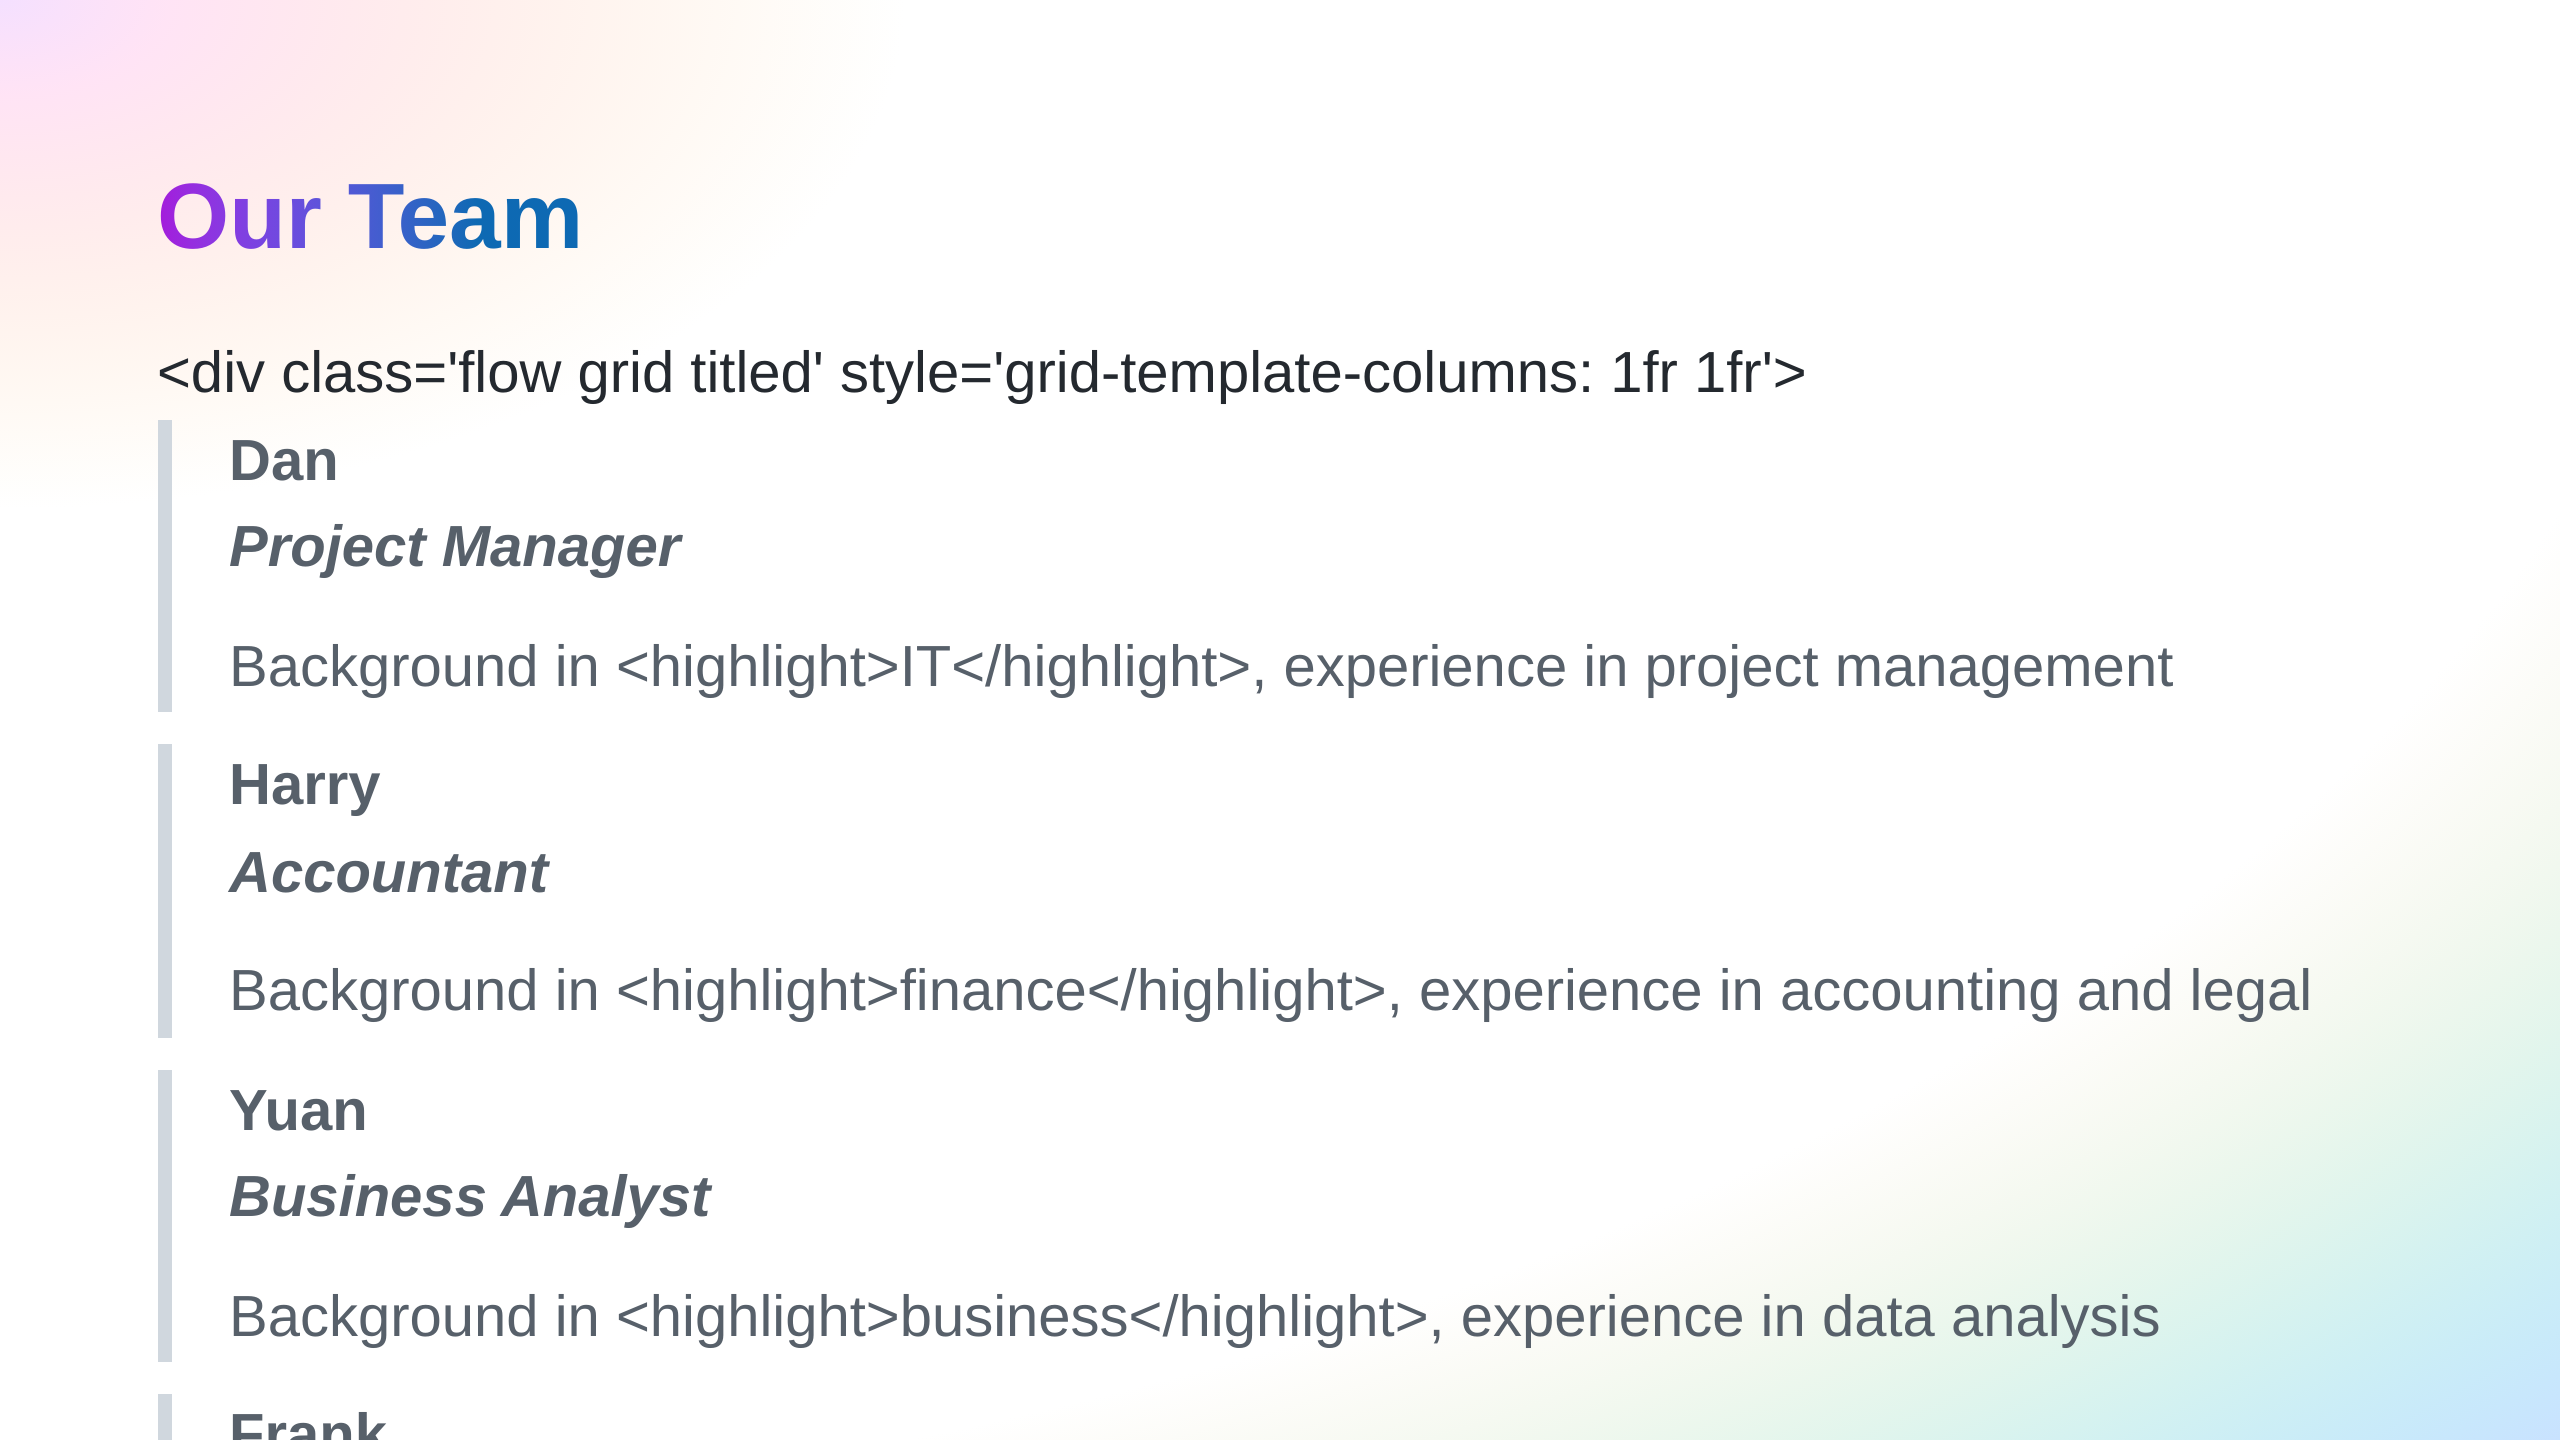 Our Team
<div class='flow grid titled' style='grid-template-columns: 1fr 1fr'>
Dan
Project Manager
Background in <highlight>IT</highlight>, experience in project management
Harry
Accountant
Background in <highlight>finance</highlight>, experience in accounting and legal
Yuan
Business Analyst
Background in <highlight>business</highlight>, experience in data analysis
Frank